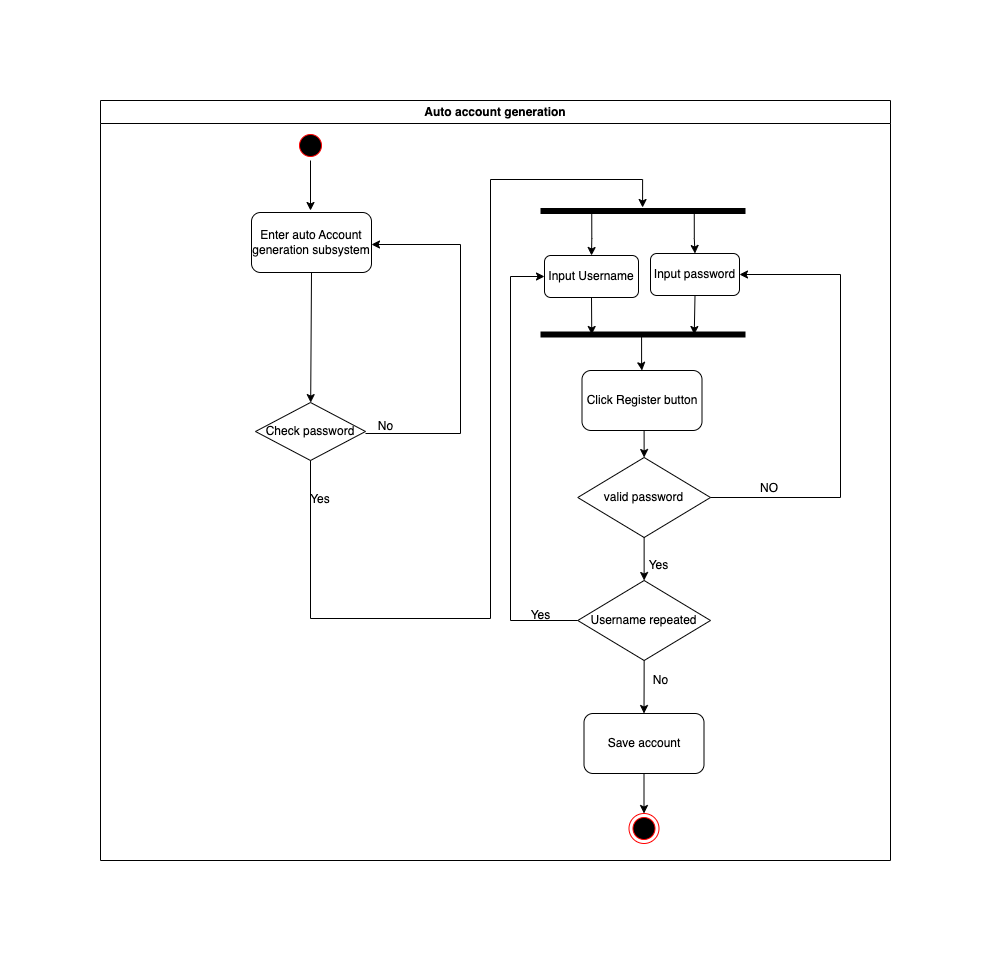 Auto account generation
Enter auto Account
generation subsystem
Check password
No
Yes
Input Username
Input password
Click Register button
valid password
NO
Yes
Username repeated
Yes
No
Save account